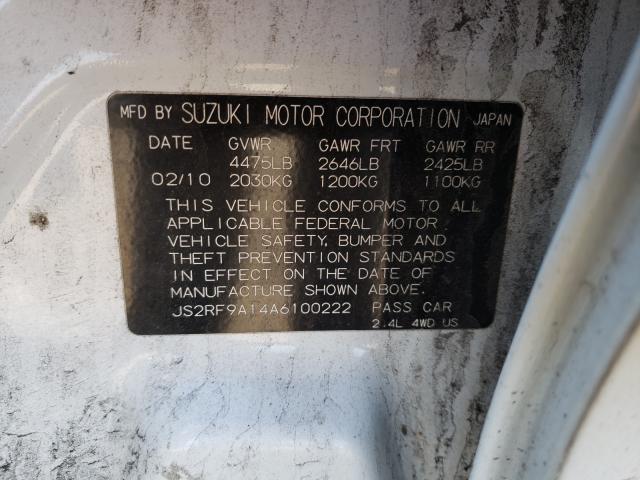 MFD BY SUZUKI MOTOR CORPORATION JAPAN
DATE GVWR GAWR FRT GAWR RR
4475LB 2646LB 2425LB
02/10 2030KG 1200KG 1100KG
THIS VEHICLE CONFORMS TO ALL
APPLICABLE FEDERAL MOTOR
VEHICLE SAFETY, BUMPER AND
THEFT PREVENTION STANDARDS
IN EFFECT ON THE DATE OF
MANUFACTURE SHOWN ABOVE.
JS2RF9A14A6100222 PASS CAR
2.4L 4WD US